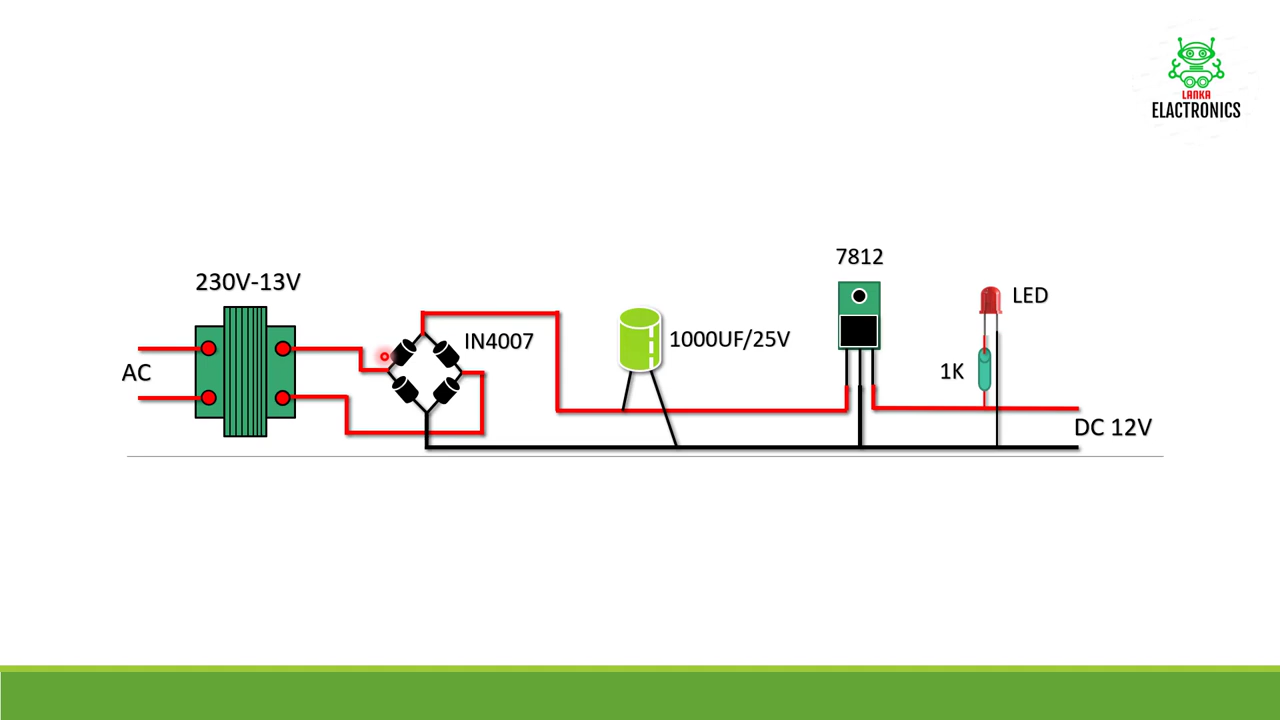 LANKA
ELACTRONICS
7812
230V-13V
LED
IN4007
1000UF/25V
AC
1K
DC 12V